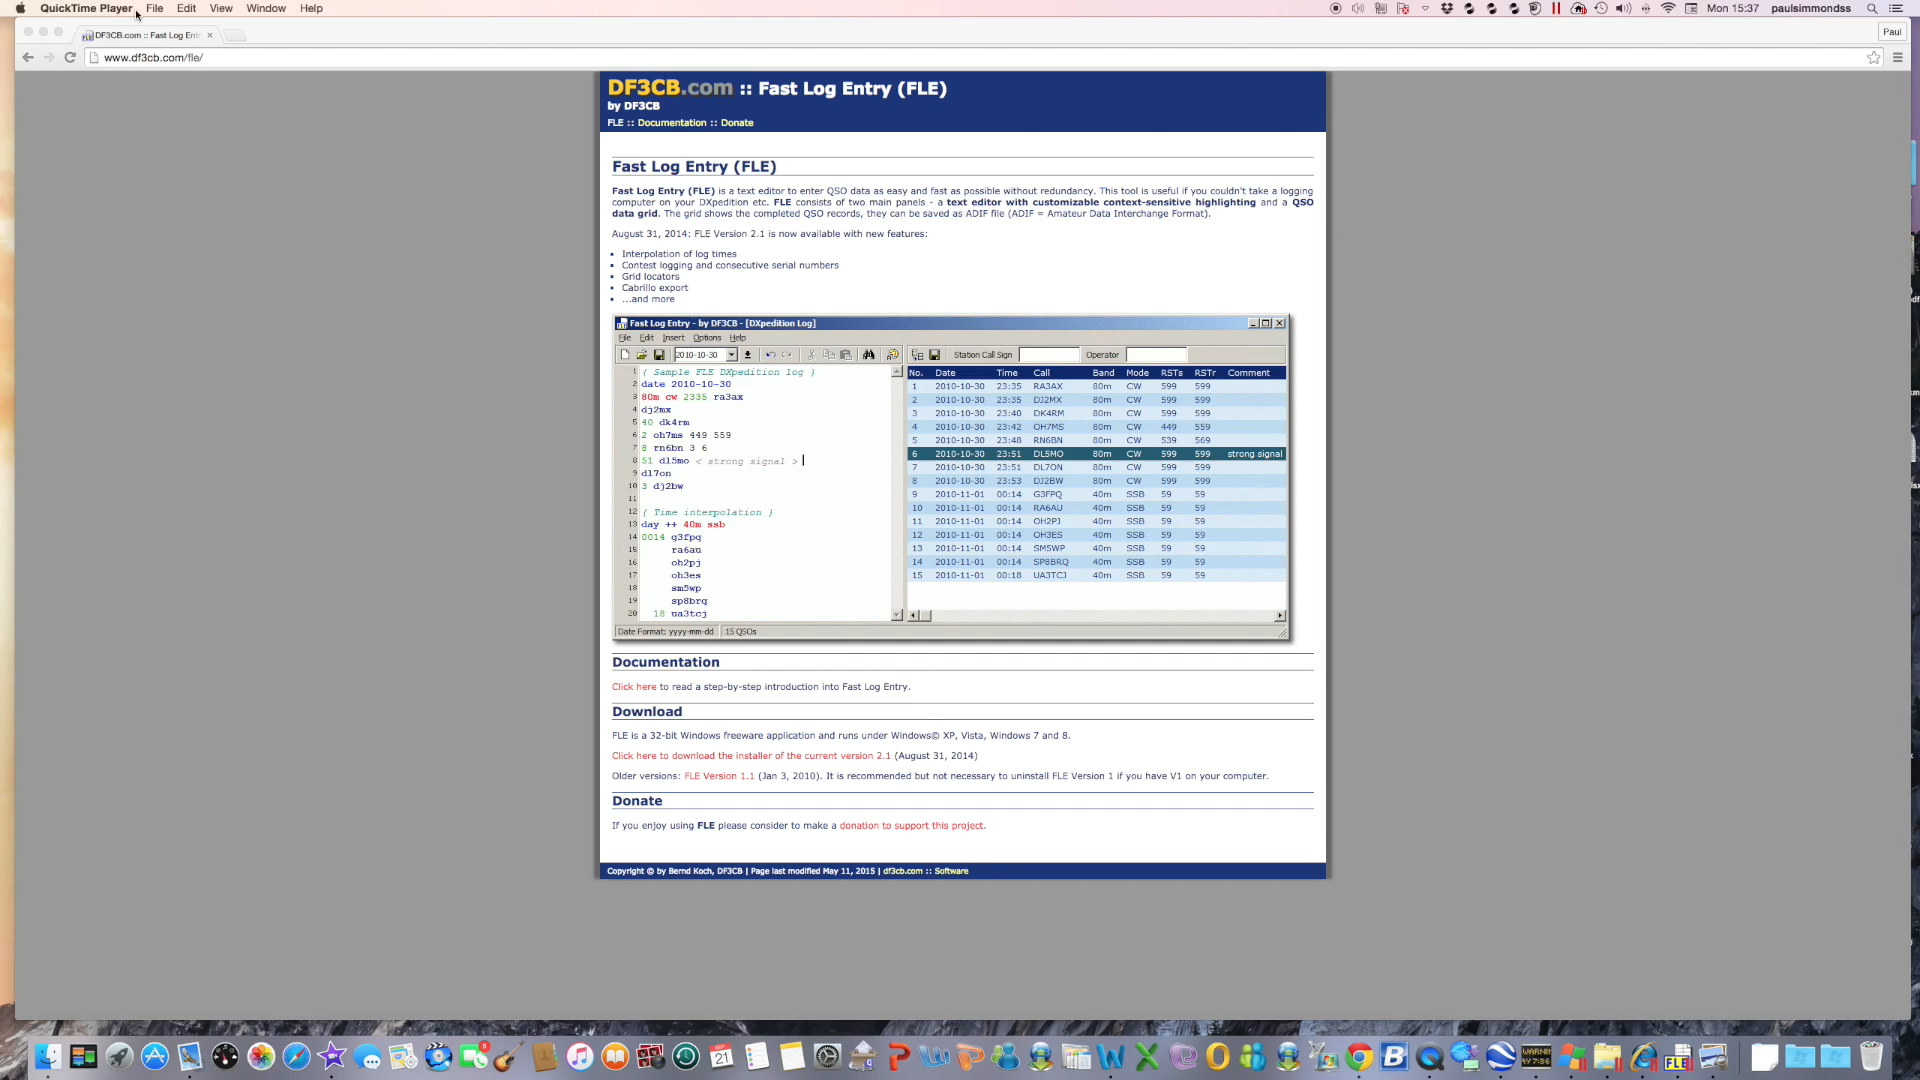 QuickTime Player File Edit View Window Help Mon 15:37 paulsimmondss
DF3CB.com :: Fast Log Ent
Paul
www.df3cb.com/fle/
DF3CB.com :: Fast Log Entry (FLE)
by DF3CB
FLE :: Documentation :: Donate
Fast Log Entry (FLE)
Fast Log Entry (FLE) is a text editor to enter QSO data as easy and fast as possible without redundancy. This tool is useful if you couldn't take a logging
computer on your DXpedition etc. FLE consists of two main panels - a text editor with customizable context-sensitive highlighting and a QSO
data grid. The grid shows the completed QSO records, they can be saved as ADIF file (ADIF = Amateur Data Interchange Format).
August 31, 2014: FLE Version 2.1 is now available with new features:
Interpolation of log times
Contest logging and consecutive serial numbers
Grid locators
Cabrillo export
...and more
Fast Log Entry - by DF3CB - [DXpedition Log]
File Edit Insert Options Help
2010-10-30 Station Call Sign Operator
1 { Sample FLE DXpedition log }
2 date 2010-10-30
3 80m cw 2335 ra3ax
4 dj2mx
5 40 dk4rm
6 2 oh7ms 449 559
7 8 rn6bn 3 6
8 51 dl5mo < strong signal >
9 dl7on
10 3 dj2bw
11
12 { Time interpolation }
13 day ++ 40m ssb
14 0014 g3fpq
15 ra6au
16 oh2pj
17 oh3es
18 sm5wp
19 sp8brq
20 18 ua3tcj
No. Date Time Call Band Mode RSTs RSTr Comment
1 2010-10-30 23:35 RA3AX 80m CW 599 599
2 2010-10-30 23:35 DJ2MX 80m CW 599 599
3 2010-10-30 23:40 DK4RM 80m CW 599 599
4 2010-10-30 23:42 OH7MS 80m CW 449 559
5 2010-10-30 23:48 RN6BN 80m CW 539 569
6 2010-10-30 23:51 DL5MO 80m CW 599 599 strong signal
7 2010-10-30 23:51 DL7ON 80m CW 599 599
8 2010-10-30 23:53 DJ2BW 80m CW 599 599
9 2010-11-01 00:14 G3FPQ 40m SSB 59 59
10 2010-11-01 00:14 RA6AU 40m SSB 59 59
11 2010-11-01 00:14 OH2PJ 40m SSB 59 59
12 2010-11-01 00:14 OH3ES 40m SSB 59 59
13 2010-11-01 00:14 SM5WP 40m SSB 59 59
14 2010-11-01 00:14 SP8BRQ 40m SSB 59 59
15 2010-11-01 00:18 UA3TCJ 40m SSB 59 59
Date Format: yyyy-mm-dd 15 QSOs
Documentation
Click here to read a step-by-step introduction into Fast Log Entry.
Download
FLE is a 32-bit Windows freeware application and runs under Windows© XP, Vista, Windows 7 and 8.
Click here to download the installer of the current version 2.1 (August 31, 2014)
Older versions: FLE Version 1.1 (Jan 3, 2010). It is recommended but not necessary to uninstall FLE Version 1 if you have V1 on your computer.
Donate
If you enjoy using FLE please consider to make a donation to support this project.
Copyright © by Bernd Koch, DF3CB | Page last modified May 11, 2015 | df3cb.com :: Software